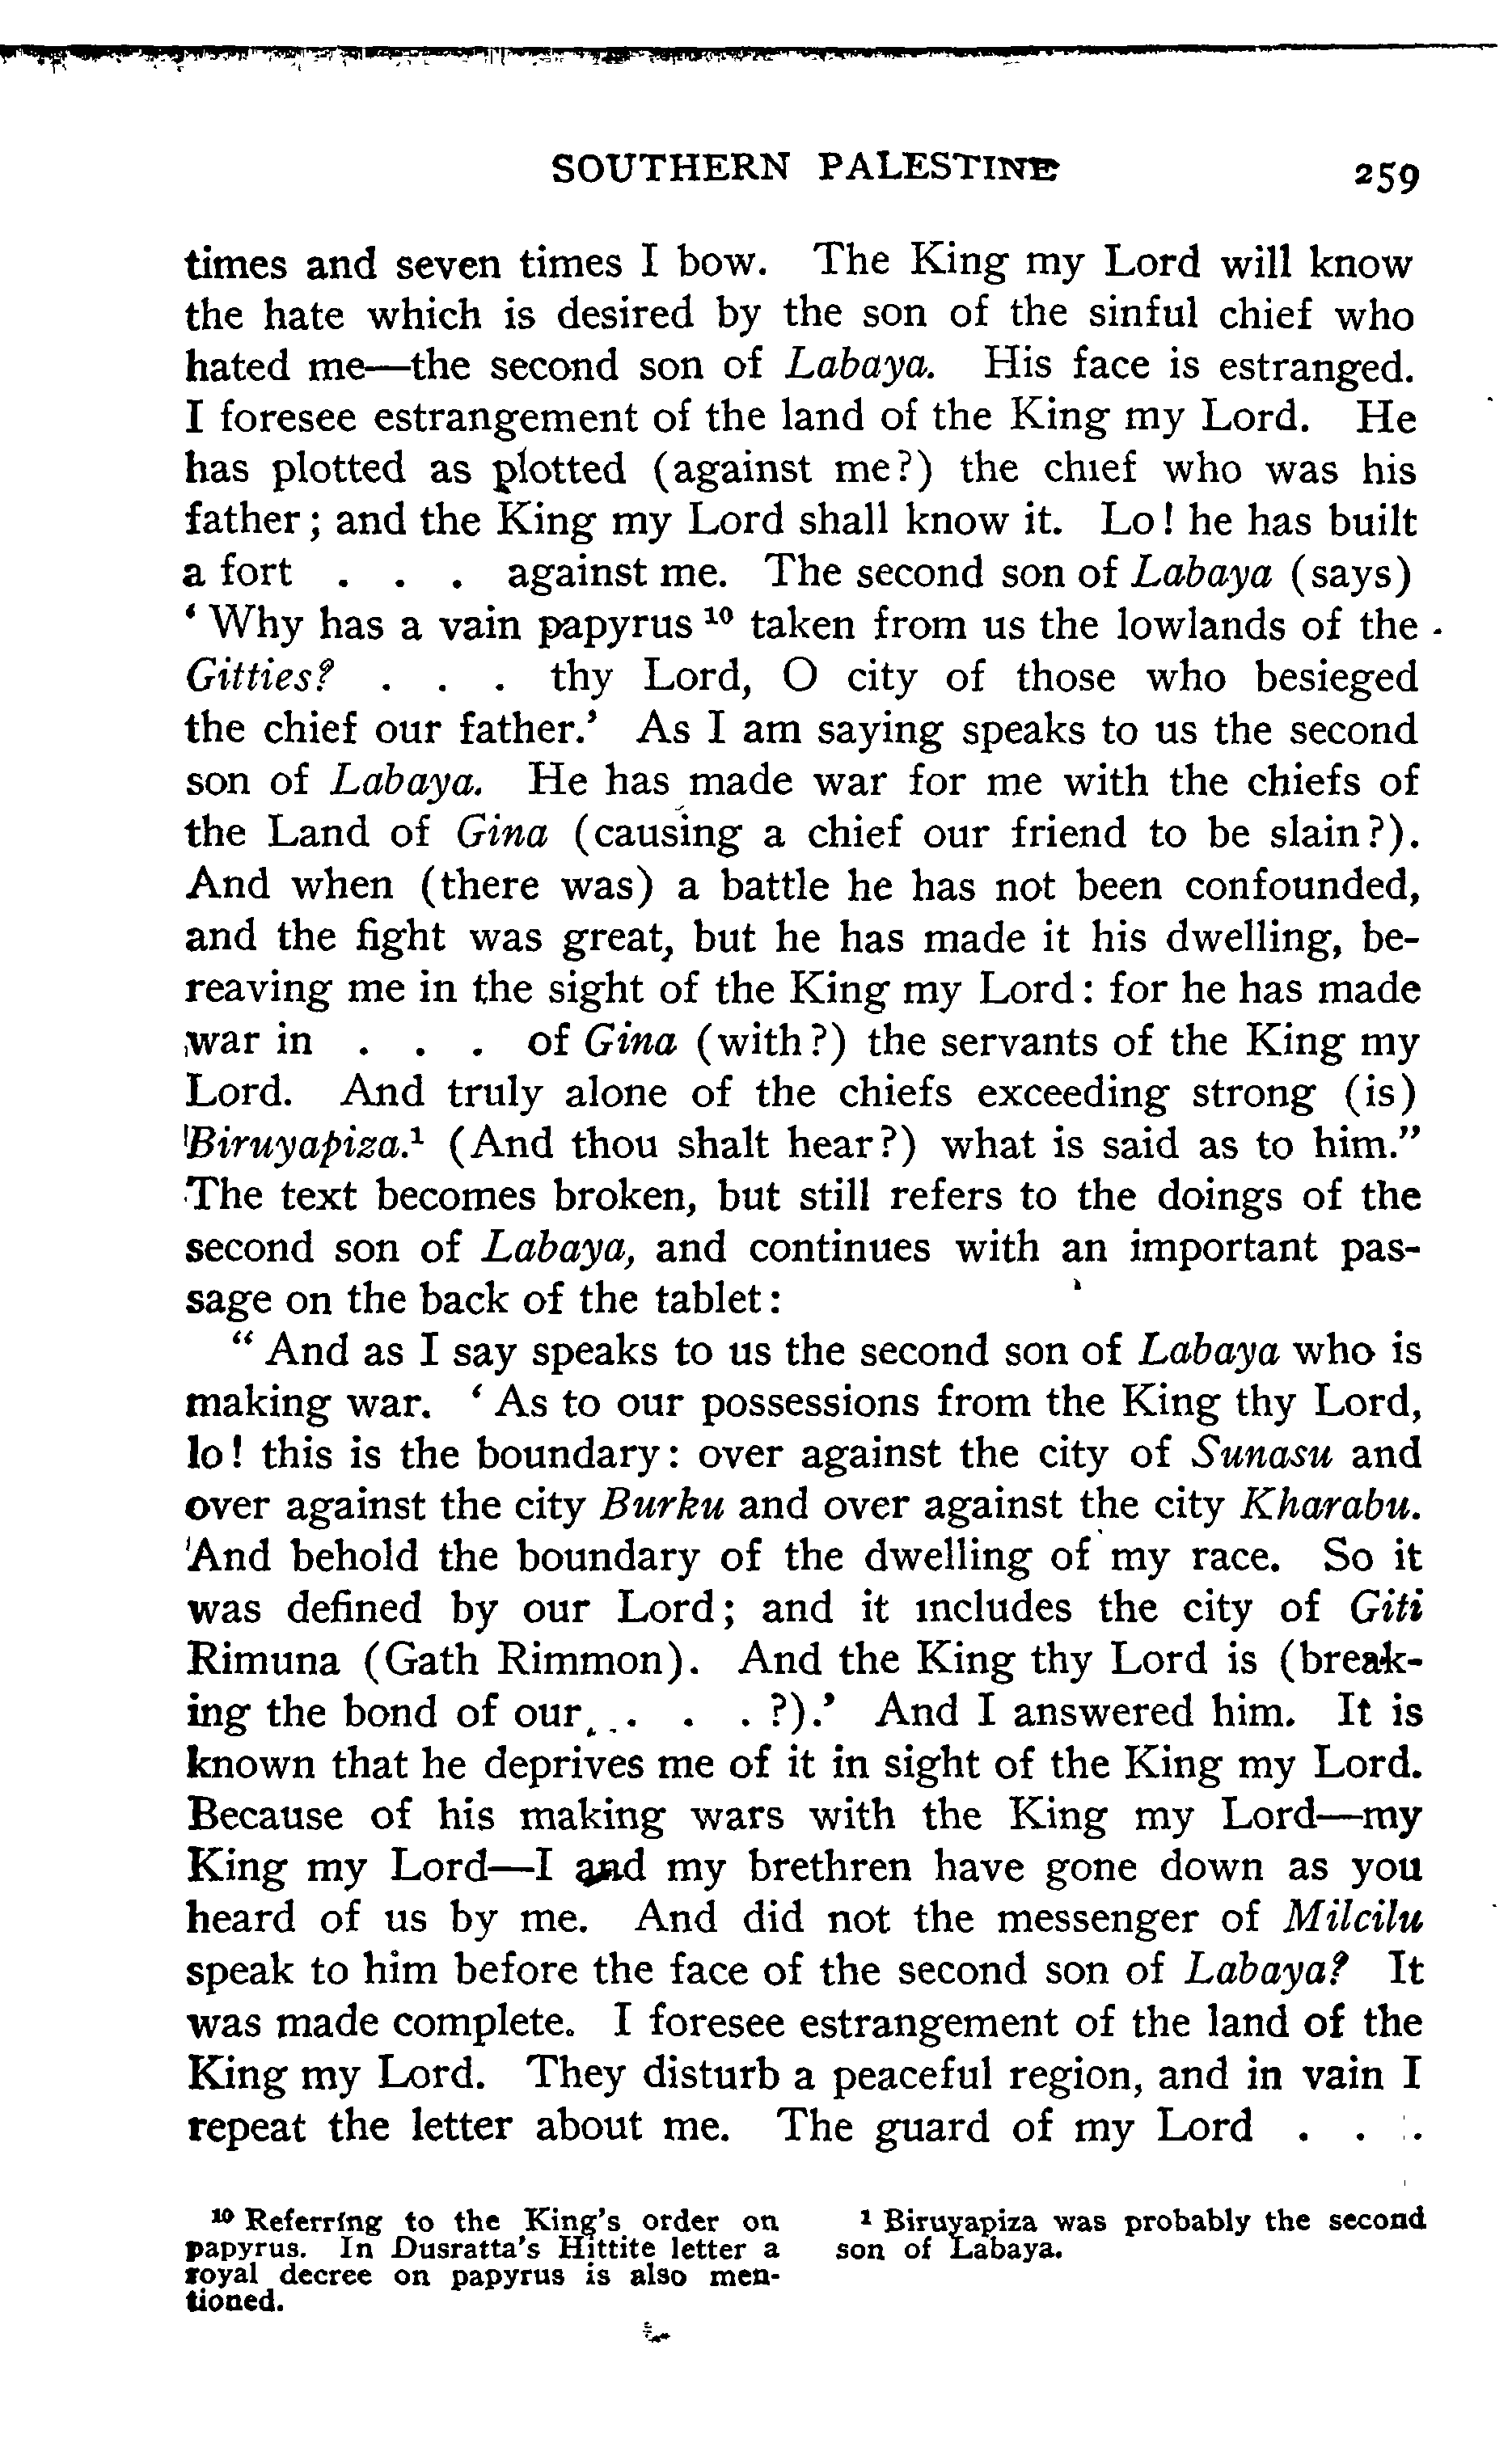 SOUTHERN PALESTINE 259
times and seven times I bow. The King my Lord will know
the hate which is desired by the son of the sinful chief who
hated me—the second son of Labaya. His face is estranged.
I foresee estrangement of the land of the King my Lord. He
has plotted as plotted (against me?) the chief who was his
father; and the King my Lord shall know it. Lo! he has built
a fort . . . against me. The second son of Labaya (says)
‘Why has a vain papyrus¹⁰ taken from us the lowlands of the
Gitties? . . . thy Lord, O city of those who besieged
the chief our father.’ As I am saying speaks to us the second
son of Labaya. He has made war for me with the chiefs of
the Land of Gina (causing a chief our friend to be slain?).
And when (there was) a battle he has not been confounded,
and the fight was great, but he has made it his dwelling, be-
reaving me in the sight of the King my Lord: for he has made
war in . . . of Gina (with?) the servants of the King my
Lord. And truly alone of the chiefs exceeding strong (is)
Biruyapiza.¹ (And thou shalt hear?) what is said as to him.”
The text becomes broken, but still refers to the doings of the
second son of Labaya, and continues with an important pas-
sage on the back of the tablet:
“And as I say speaks to us the second son of Labaya who is
making war. ‘As to our possessions from the King thy Lord,
lo! this is the boundary: over against the city of Sunasu and
over against the city Burku and over against the city Kharabu.
And behold the boundary of the dwelling of my race. So it
was defined by our Lord; and it includes the city of Giti
Rimuna (Gath Rimmon). And the King thy Lord is (break-
ing the bond of our . . . ?).’ And I answered him. It is
known that he deprives me of it in sight of the King my Lord.
Because of his making wars with the King my Lord—my
King my Lord—I and my brethren have gone down as you
heard of us by me. And did not the messenger of Milcilu
speak to him before the face of the second son of Labaya? It
was made complete. I foresee estrangement of the land of the
King my Lord. They disturb a peaceful region, and in vain I
repeat the letter about me. The guard of my Lord . . .
¹⁰ Referring to the King's order on
papyrus. In Dusratta's Hittite letter a
royal decree on papyrus is also men-
tioned.
¹ Biruyapiza was probably the second
son of Labaya.